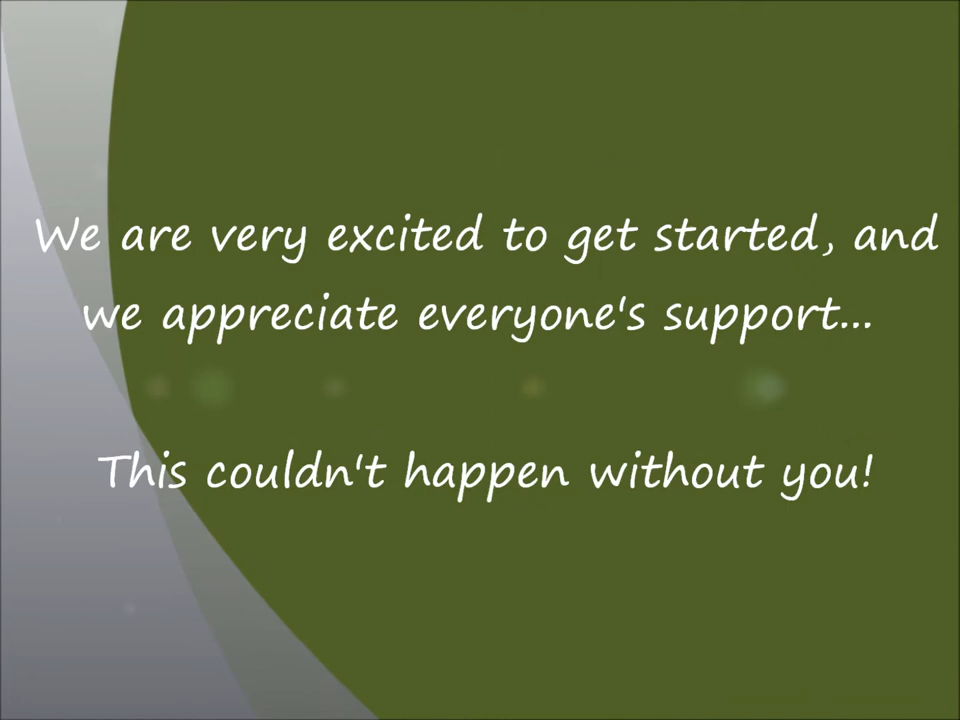 We are very excited to get started, and
we appreciate everyone's support...
This couldn't happen without you!